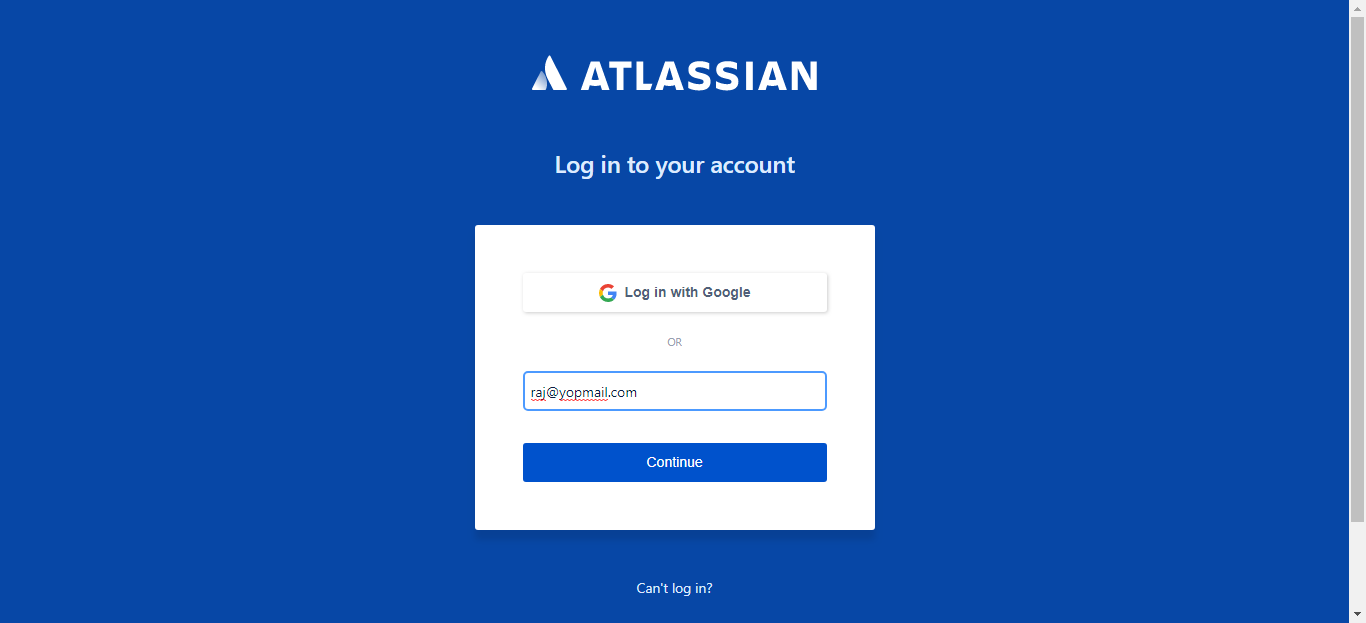 ATLASSIAN
Log in to your account
Log in with Google
OR
raj@yopmail.com
Continue
Can't log in?